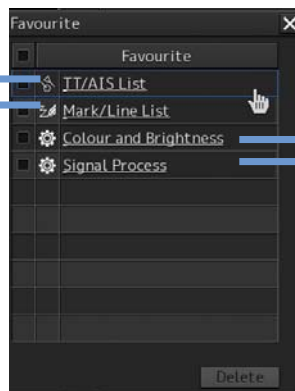 Favourite
Favourite
TT/AIS List
Mark/Line List
Colour and Brightness
Signal Process
Delete